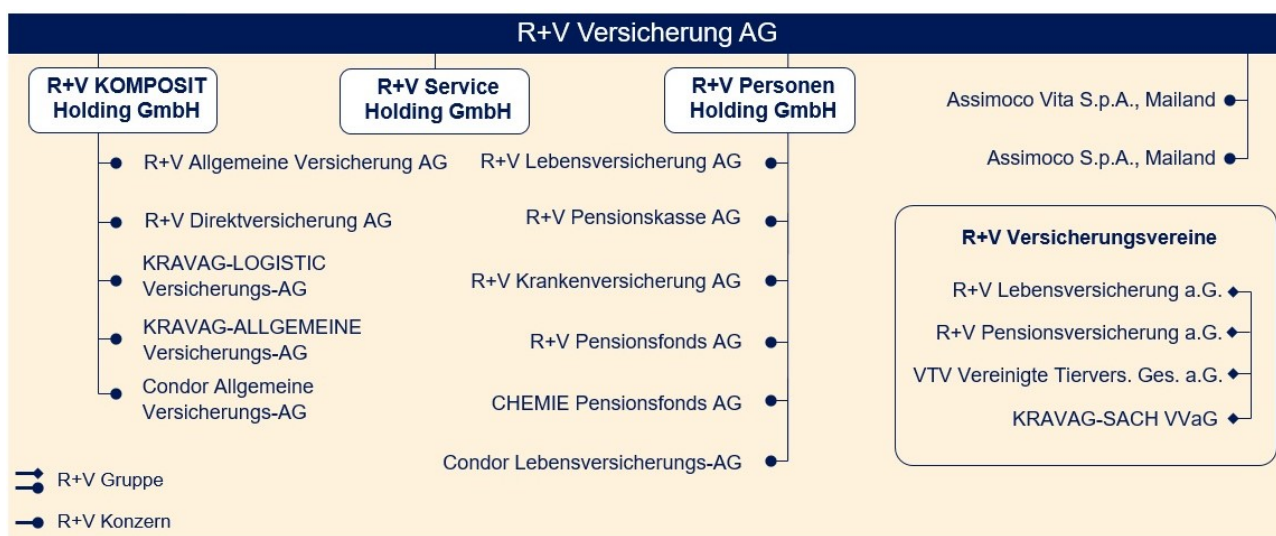 R+V Versicherung AG
R+V KOMPOSIT
Holding GmbH
R+V Allgemeine Versicherung AG
R+V Direktversicherung AG
KRAVAG-LOGISTIC
Versicherungs-AG
KRAVAG-ALLGEMEINE
Versicherungs-AG
Condor Allgemeine
Versicherungs-AG
R+V Service
Holding GmbH
R+V Personen
Holding GmbH
R+V Lebensversicherung AG
R+V Pensionskasse AG
R+V Krankenversicherung AG
R+V Pensionsfonds AG
CHEMIE Pensionsfonds AG
Condor Lebensversicherungs-AG
Assimoco Vita S.p.A., Mailand
Assimoco S.p.A., Mailand
R+V Versicherungsvereine
R+V Lebensversicherung a.G.
R+V Pensionsversicherung a.G.
VTV Vereinigte Tiervers. Ges. a.G.
KRAVAG-SACH VVaG
R+V Gruppe
R+V Konzern